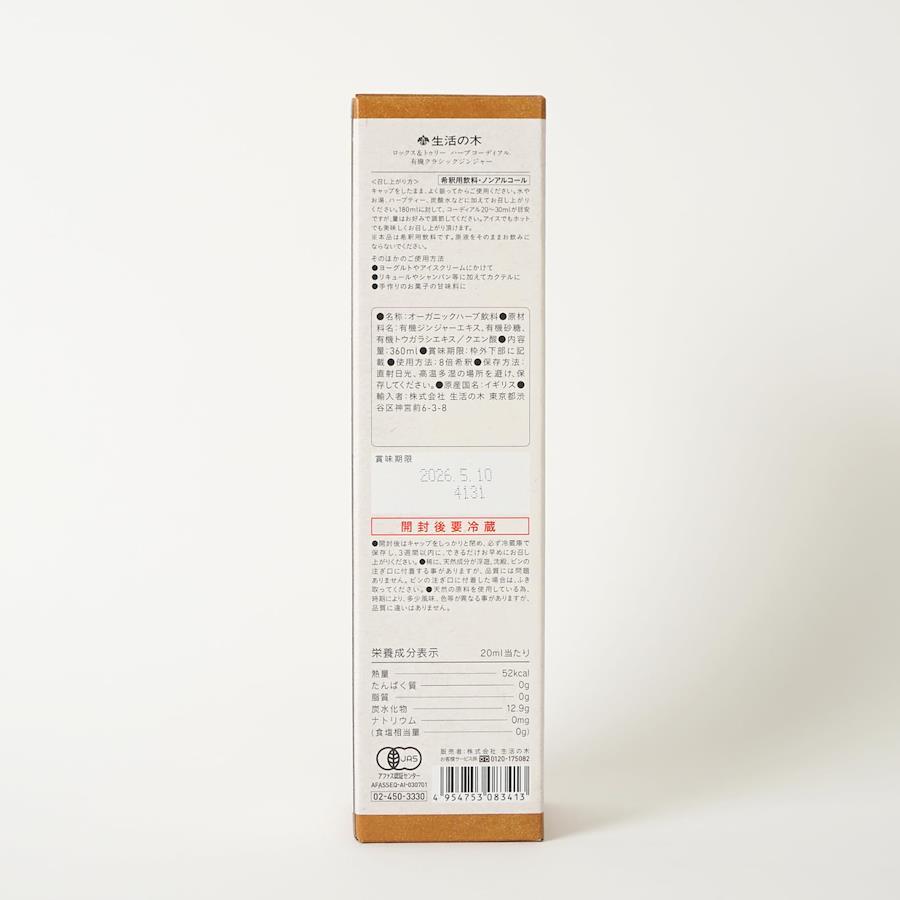 生活の木
ロックス&トゥリー ハーブコーディアル
有機クラシックジンジャー
<召し上がり方> 希釈用飲料・ノンアルコール
キャップをしたまま、よく振ってからご使用ください。水や
お湯、ハーブティー、炭酸水などに加えてお召し上がり
ください。180mlに対して、コーディアル20〜30mlが目安
ですが、量はお好みで調節してください。アイスでもホット
でも美味しくお召し上がり頂けます。
※本品は希釈用飲料です。原液をそのままお飲みに
ならないでください。
そのほかのご使用方法
●ヨーグルトやアイスクリームにかけて
●リキュールやシャンパン等に加えてカクテルに
●手作りのお菓子の甘味料に
●名称:オーガニックハーブ飲料●原材
料名:有機ジンジャーエキス、有機砂糖、
有機トウガラシエキス/クエン酸●内容
量:360ml●賞味期限:枠外下部に記
載●使用方法:8倍希釈●保存方法:
直射日光、高温多湿の場所を避け、保
存してください。●原産国名:イギリス●
輸入者:株式会社 生活の木 東京都渋
谷区神宮前6-3-8
賞味期限
2026.5.10
4131
開封後要冷蔵
●開封後はキャップをしっかりと閉め、必ず冷蔵庫で
保存し、3週間以内に、できるだけお早めにお召し
上がりください。●稀に、天然成分が浮遊、沈殿、ビンの
注ぎ口に付着する事がありますが、品質には問題
ありません。ビンの注ぎ口に付着した場合は、ふき
取ってください。●天然の原料を使用している為、
時期により、多少風味、色等が異なる事がありますが、
品質に違いはありません。
栄養成分表示 20ml当たり
熱量 52kcal
たんぱく質 0g
脂質 0g
炭水化物 12.9g
ナトリウム 0mg
(食塩相当量 0g)
JAS
アファス認証センター
AFASSEQ-AI-030701
02-450-3330
販売者:株式会社 生活の木
お客様サービス課 0120-175082
4 954753 083413